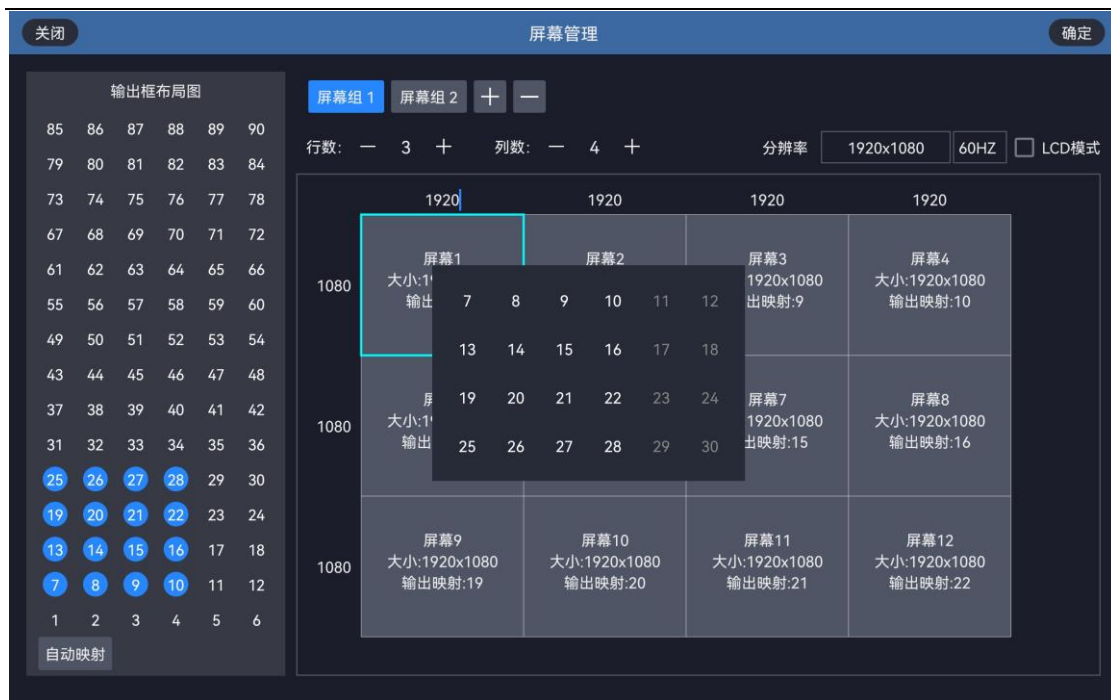 关闭 屏幕管理 确定
输出框布局图
85 86 87 88 89 90
79 80 81 82 83 84
73 74 75 76 77 78
67 68 69 70 71 72
61 62 63 64 65 66
55 56 57 58 59 60
49 50 51 52 53 54
43 44 45 46 47 48
37 38 39 40 41 42
31 32 33 34 35 36
25 26 27 28 29 30
19 20 21 22 23 24
13 14 15 16 17 18
7 8 9 10 11 12
1 2 3 4 5 6
自动映射
屏幕组 1 屏幕组 2 + —
行数: — 3 + 列数: — 4 + 分辨率 1920x1080 60HZ LCD模式
1920 1920 1920 1920
1080
屏幕1
大小:1
输出
屏幕2
屏幕3
1920x1080
出映射:9
屏幕4
大小:1920x1080
输出映射:10
7 8 9 10 11 12
13 14 15 16 17 18
19 20 21 22 23 24
25 26 27 28 29 30
1080
大小:1
输出
屏幕7
1920x1080
出映射:15
屏幕8
大小:1920x1080
输出映射:16
1080
屏幕9
大小:1920x1080
输出映射:19
屏幕10
大小:1920x1080
输出映射:20
屏幕11
大小:1920x1080
输出映射:21
屏幕12
大小:1920x1080
输出映射:22